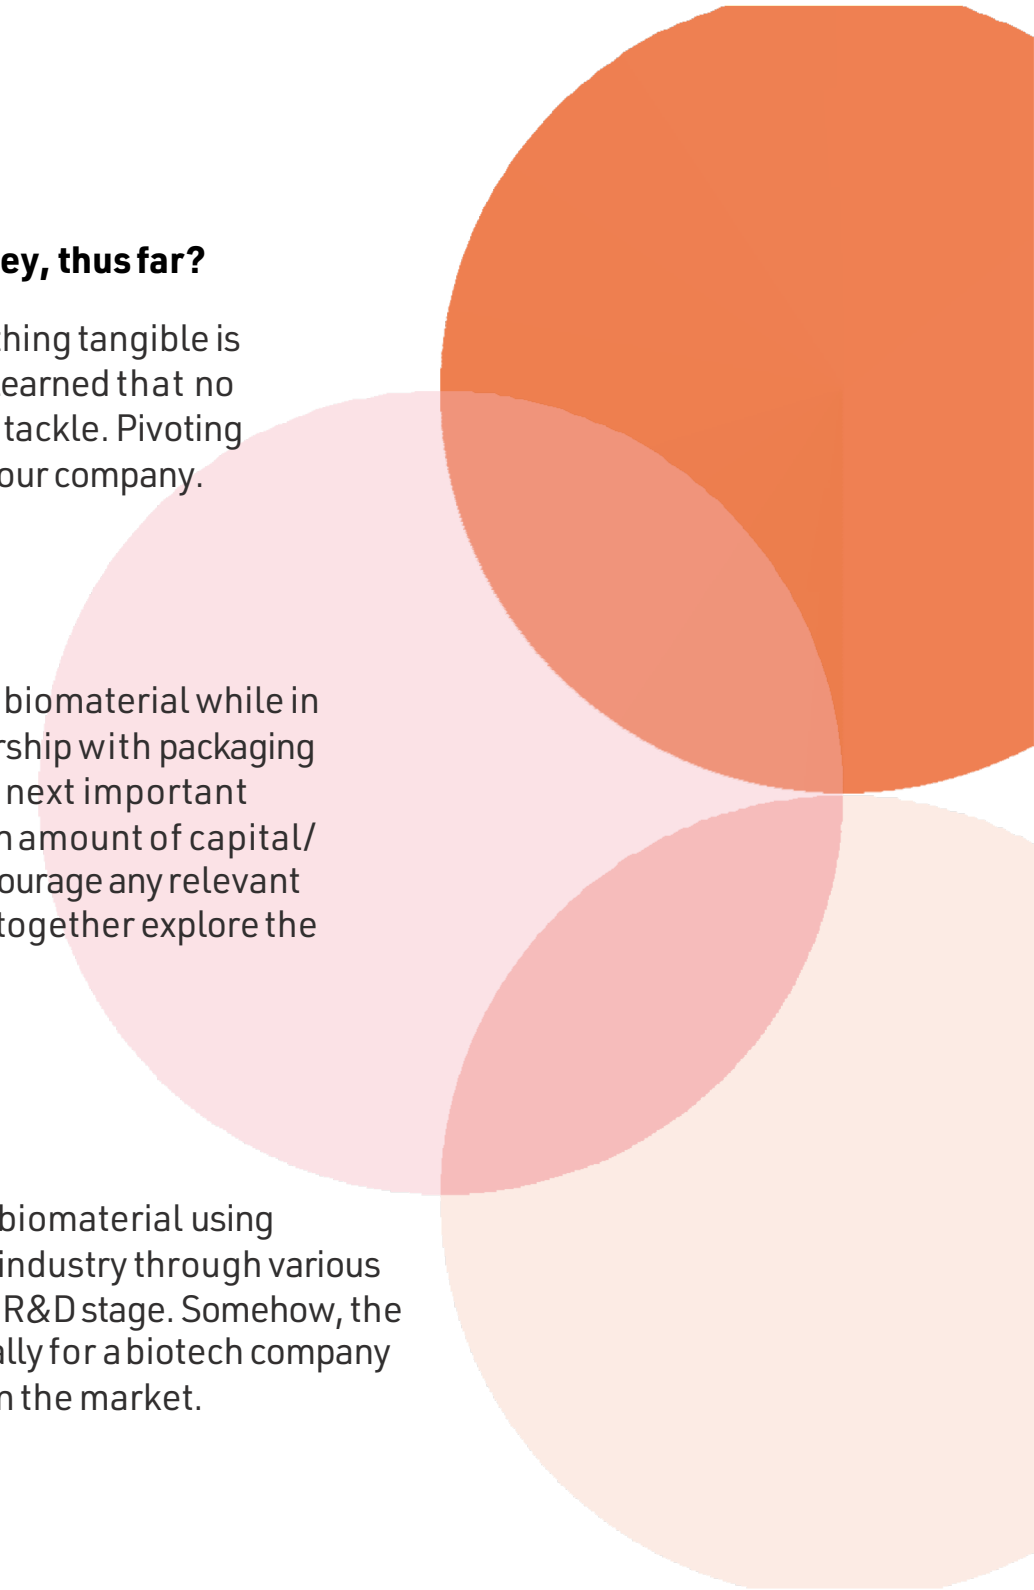 ey, thus far?
thing tangible is
earned that no
tackle. Pivoting
our company.
biomaterial while in
rship with packaging
next important
n amount of capital/
ourage any relevant
together explore the
biomaterial using
industry through various
R&D stage. Somehow, the
ally for a biotech company
n the market.